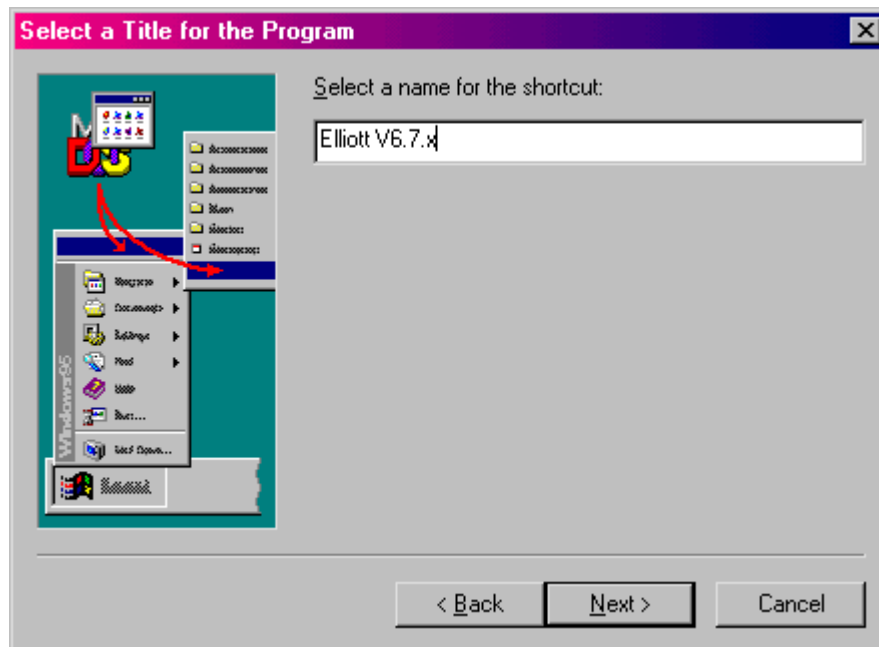 Select a Title for the Program
Select a name for the shortcut:
Elliott V6.7.x
Windows95
< Back
Next >
Cancel